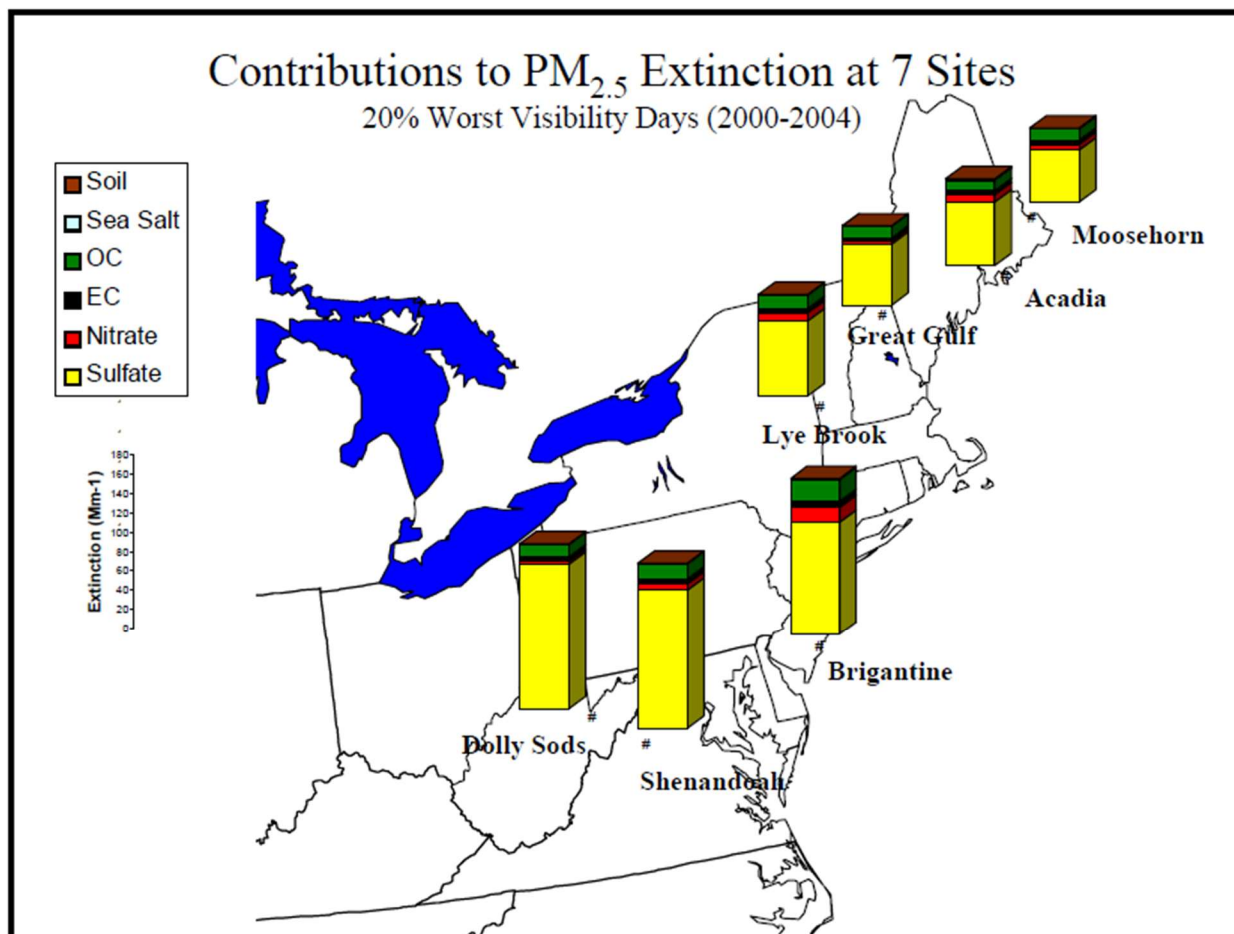 Contributions to PM2.5 Extinction at 7 Sites
20% Worst Visibility Days (2000-2004)
Soil
Sea Salt
OC
EC
Nitrate
Sulfate
Extinction (Mm-1)
180
160
140
120
100
80
60
40
20
0
#
Moosehorn
#
Acadia
#
Great Gulf
#
Lye Brook
#
Brigantine
#
Dolly Sods
#
Shenandoah